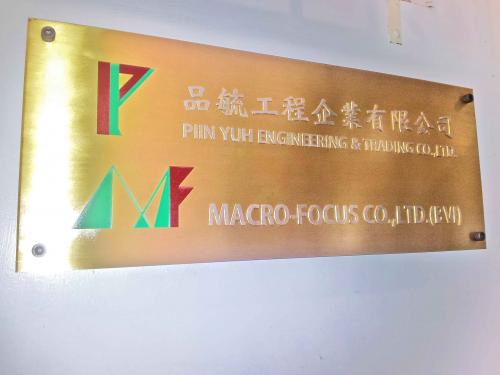 品毓工程企業有限公司
PIIN YUH ENGINEERING & TRADING CO.,LTD.
MF
MACRO-FOCUS CO.,LTD.(BVI)